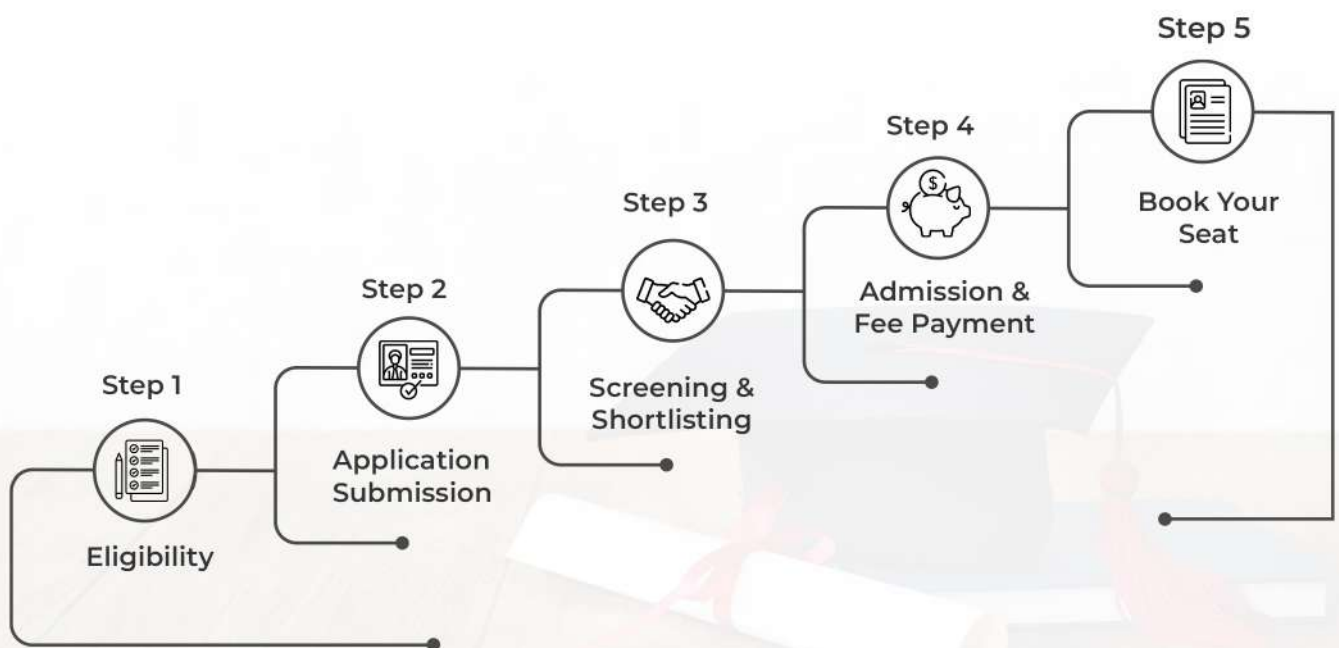 Step 1
Eligibility
Step 2
Application
Submission
Step 3
Screening &
Shortlisting
Step 4
$
Admission &
Fee Payment
Step 5
Book Your
Seat